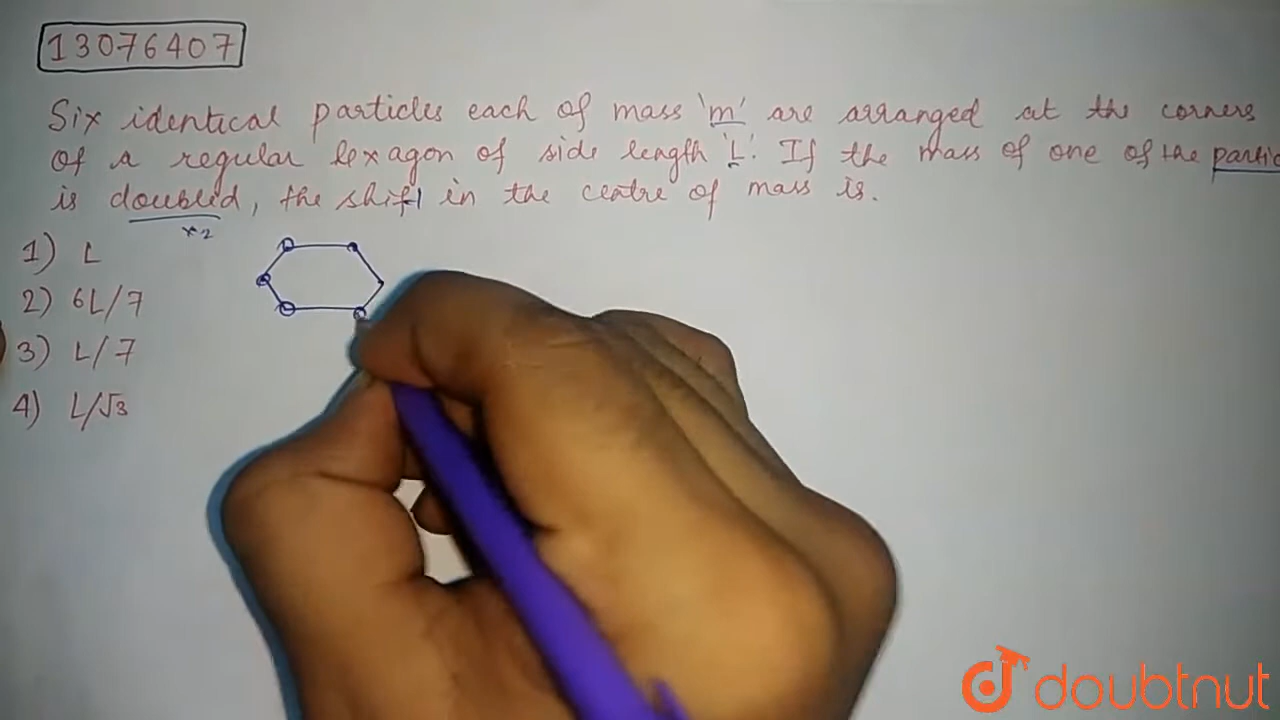 13076407
Six identical particles each of mass 'm' are arranged at the corners
of a regular hexagon of side length 'L'. If the mass of one of the partic
is doubled, the shift in the centre of mass is.
x2
1) L
2) 6L/7
3) L/7
4) L/√3
doubtnut